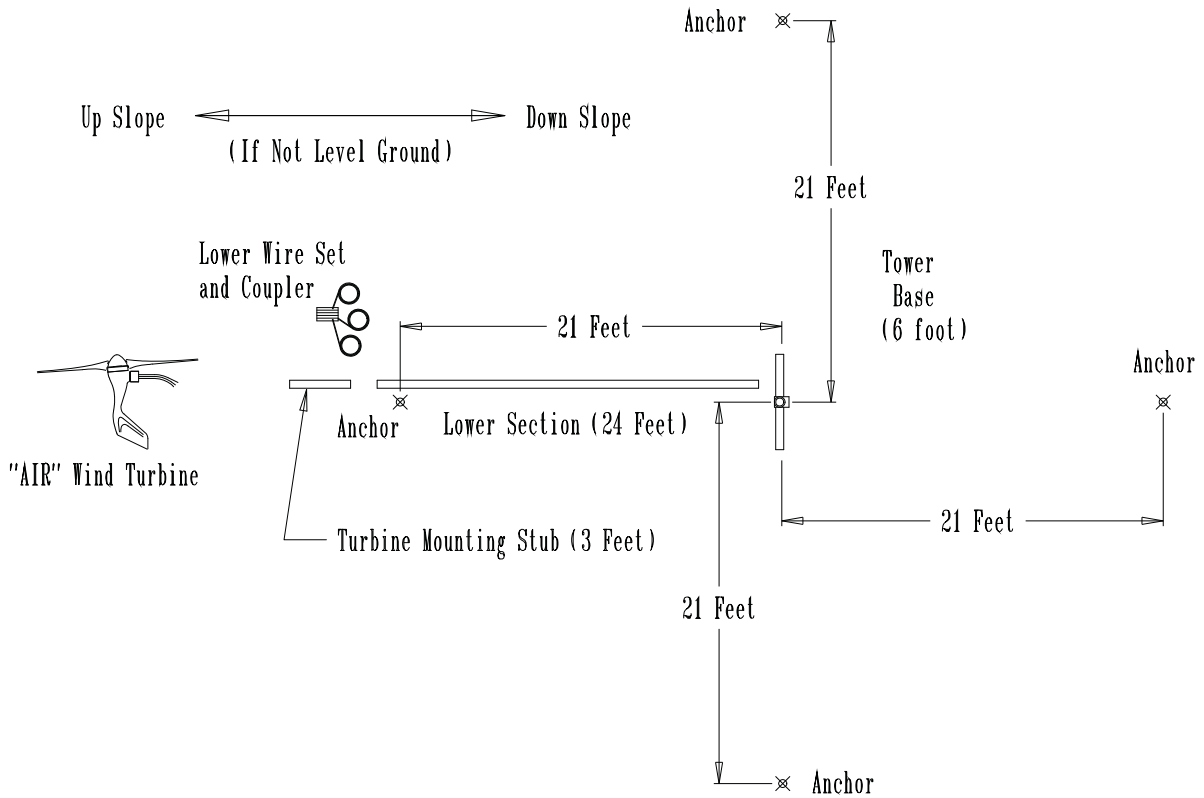 Anchor
Up Slope
Down Slope
(If Not Level Ground)
21 Feet
Lower Wire Set
and Coupler
Tower
Base
(6 foot)
21 Feet
Anchor
Anchor
Lower Section (24 Feet)
"AIR" Wind Turbine
21 Feet
Turbine Mounting Stub (3 Feet)
21 Feet
Anchor